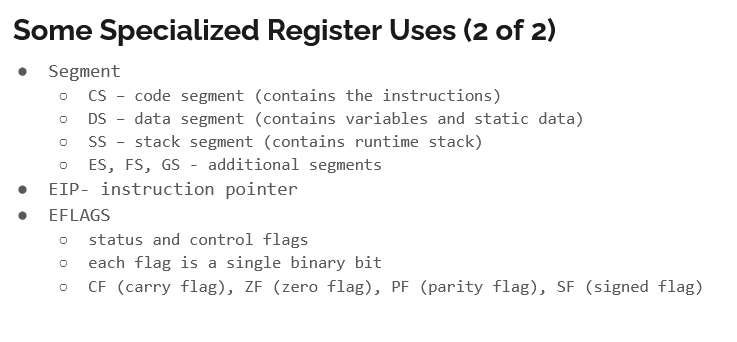 Some Specialized Register Uses (2 of 2)
● Segment
○ CS – code segment (contains the instructions)
○ DS – data segment (contains variables and static data)
○ SS – stack segment (contains runtime stack)
○ ES, FS, GS - additional segments
● EIP- instruction pointer
● EFLAGS
○ status and control flags
○ each flag is a single binary bit
○ CF (carry flag), ZF (zero flag), PF (parity flag), SF (signed flag)